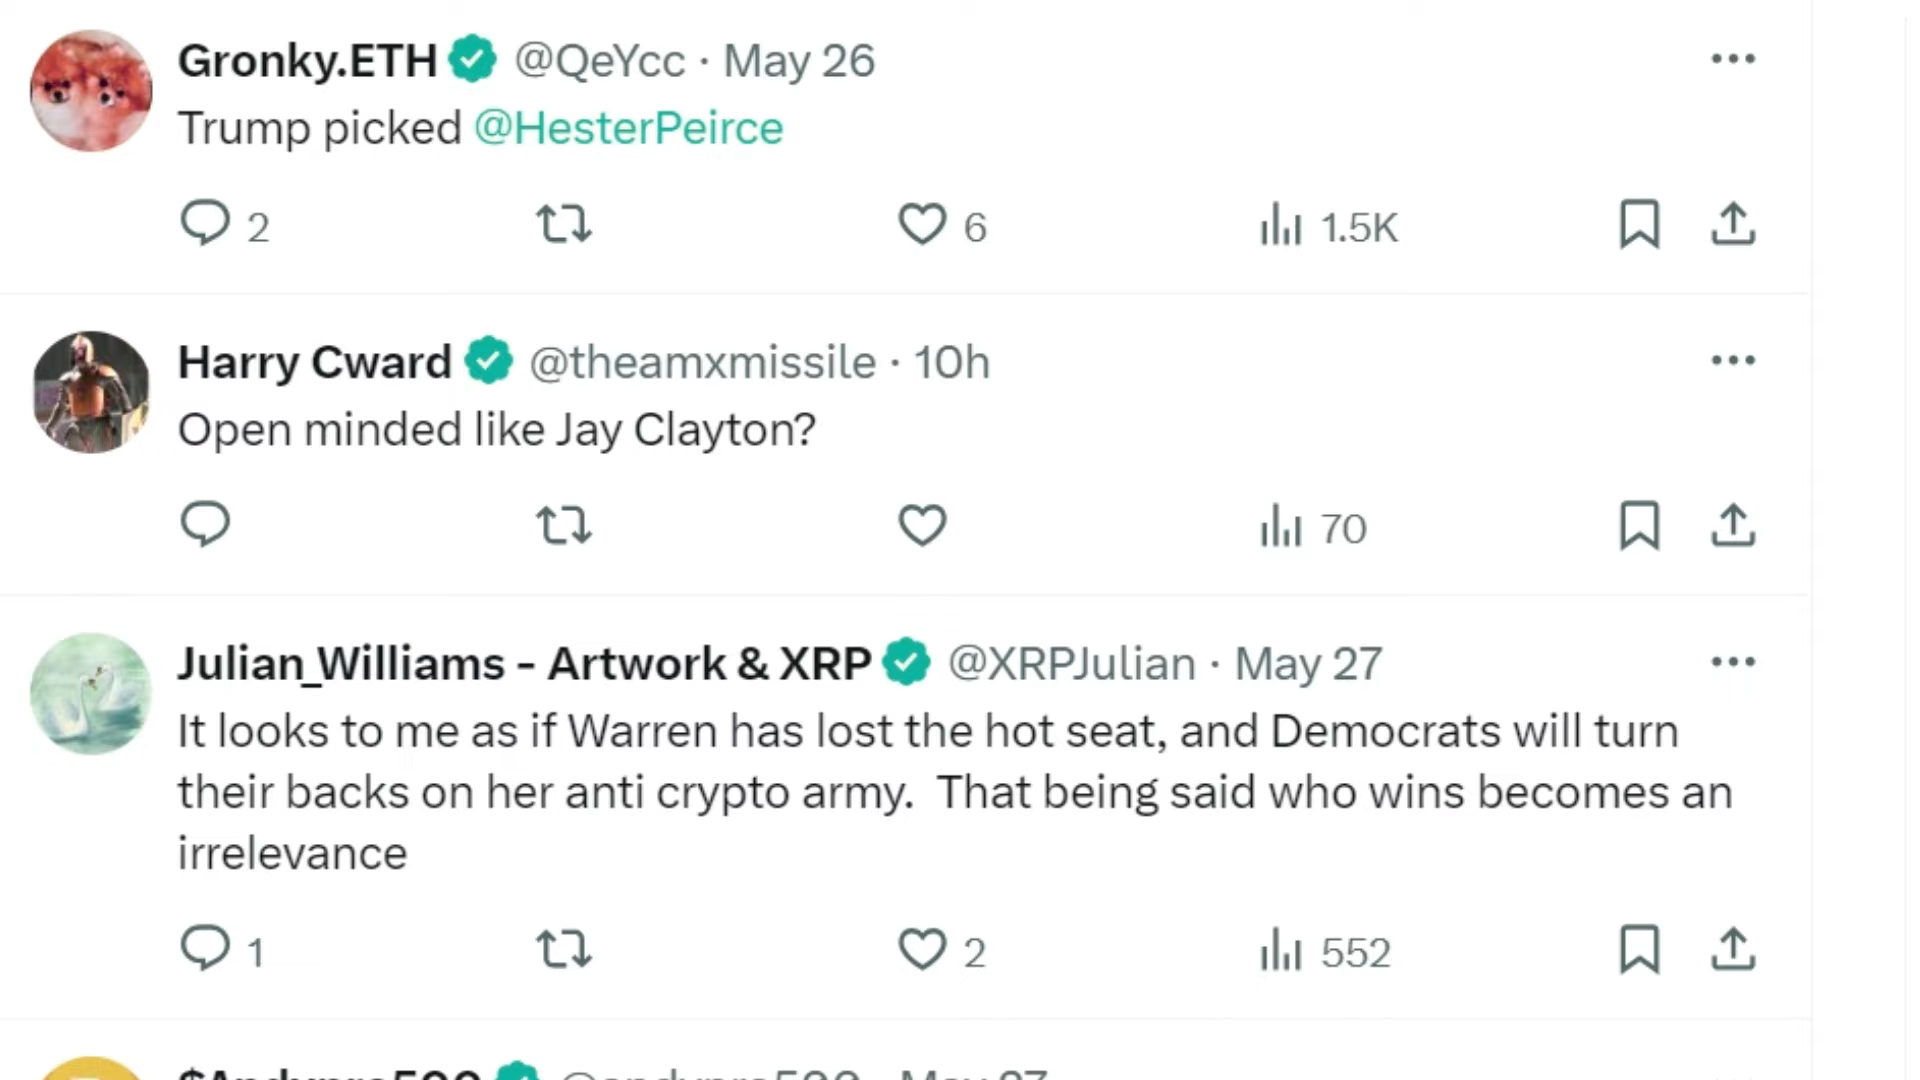 Gronky.ETH @QeYcc · May 26
Trump picked @HesterPeirce
2 6 1.5K
Harry Cward @theamxmissile · 10h
Open minded like Jay Clayton?
70
Julian_Williams - Artwork & XRP @XRPJulian · May 27
It looks to me as if Warren has lost the hot seat, and Democrats will turn
their backs on her anti crypto army.  That being said who wins becomes an
irrelevance
1 2 552
May 27